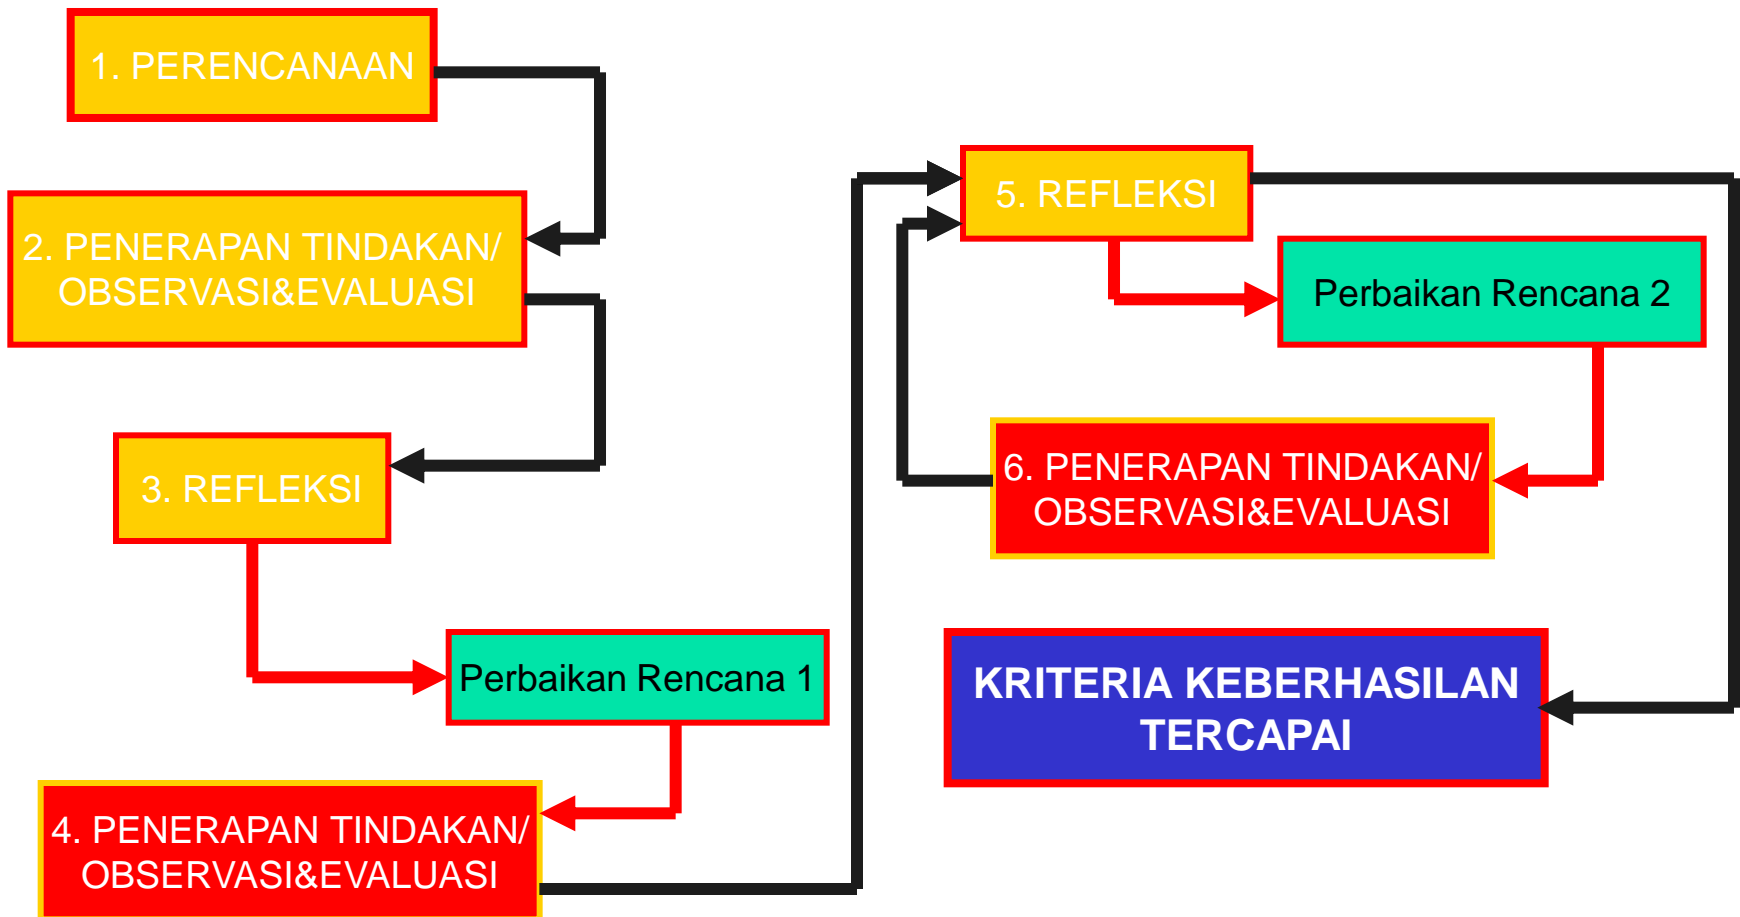 1. PERENCANAAN
2. PENERAPAN TINDAKAN/
OBSERVASI&EVALUASI
3. REFLEKSI
Perbaikan Rencana 1
4. PENERAPAN TINDAKAN/
OBSERVASI&EVALUASI
5. REFLEKSI
Perbaikan Rencana 2
6. PENERAPAN TINDAKAN/
OBSERVASI&EVALUASI
KRITERIA KEBERHASILAN
TERCAPAI